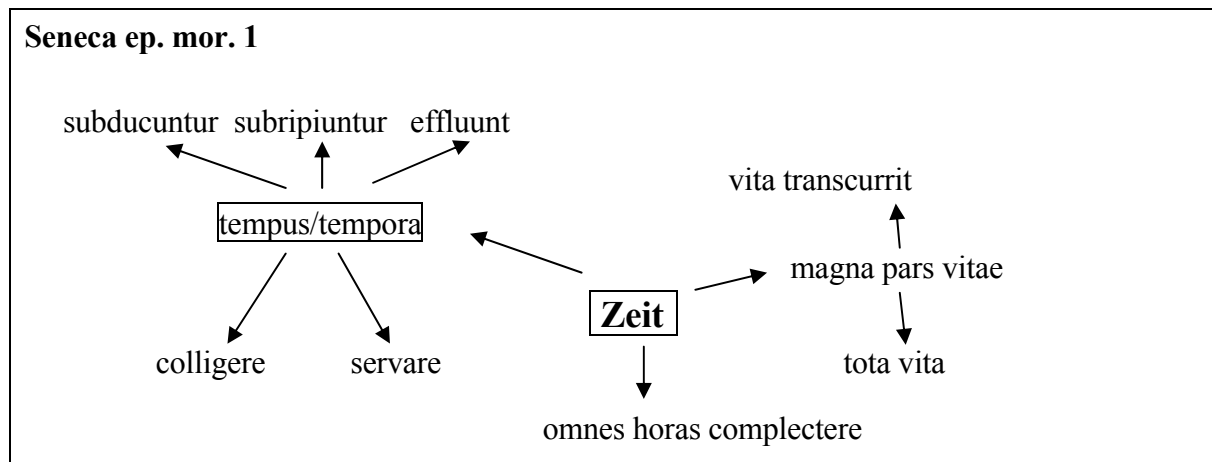 Seneca ep. mor. 1
subducuntur subripiuntur effluunt
vita transcurrit
tempus/tempora
magna pars vitae
Zeit
colligere servare
tota vita
omnes horas complectere